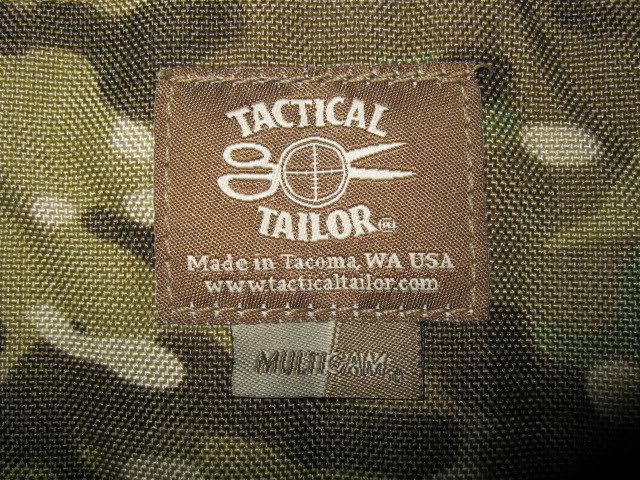 TACTICAL
TAILOR®
Made in Tacoma, WA USA
www.tacticaltailor.com
MULTICAM®